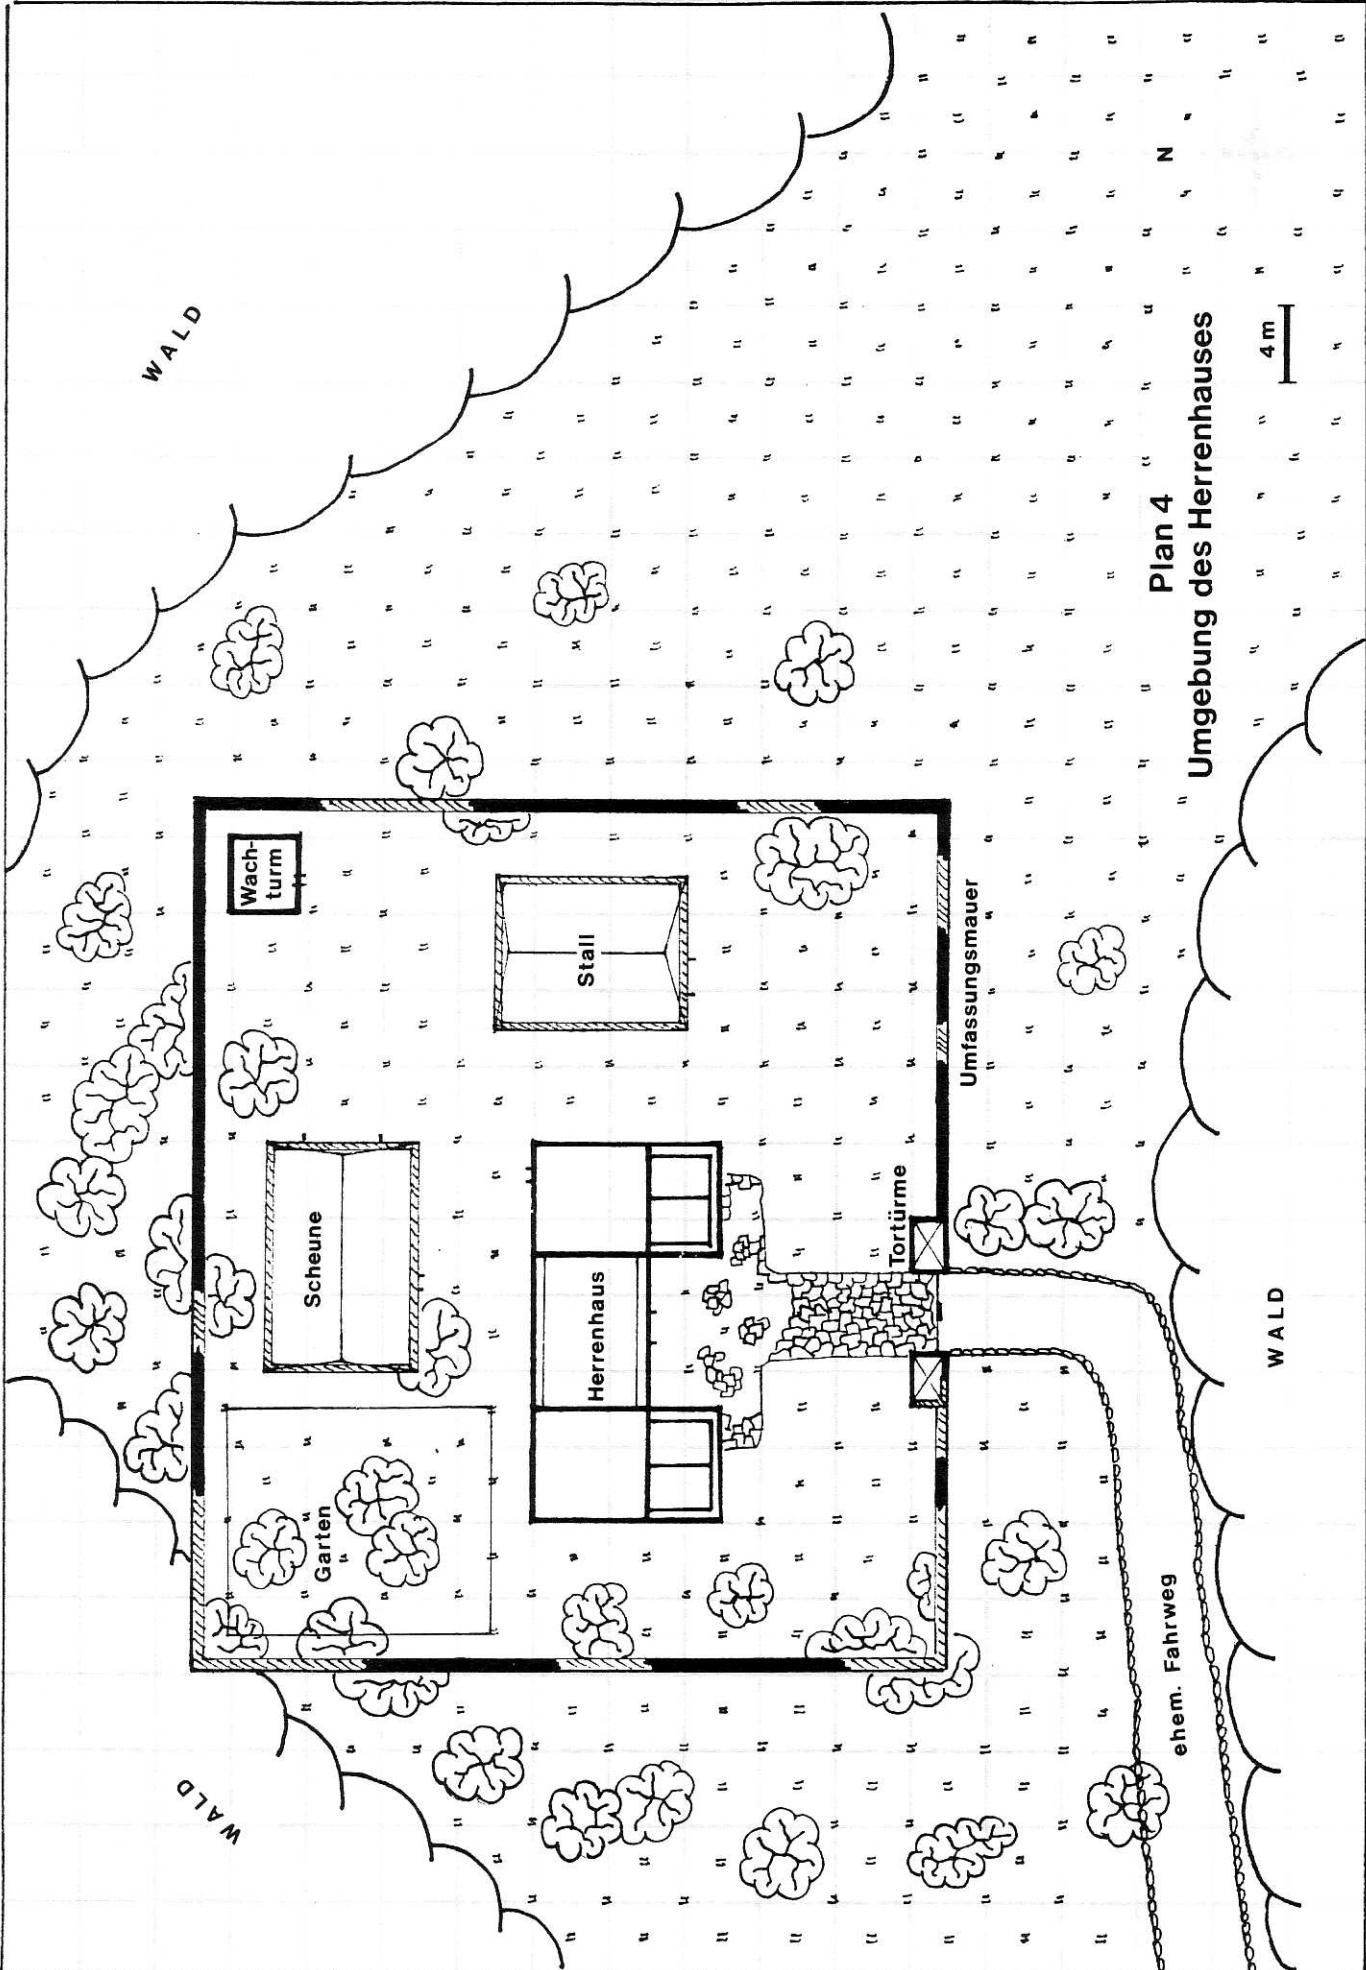 WALD
Wach-
turm
Stall
Scheune
Herrenhaus
Garten
Tortürme
Umfassungsmauer
WALD
ehem. Fahrweg
WALD
N
Plan 4
Umgebung des Herrenhauses
4 m